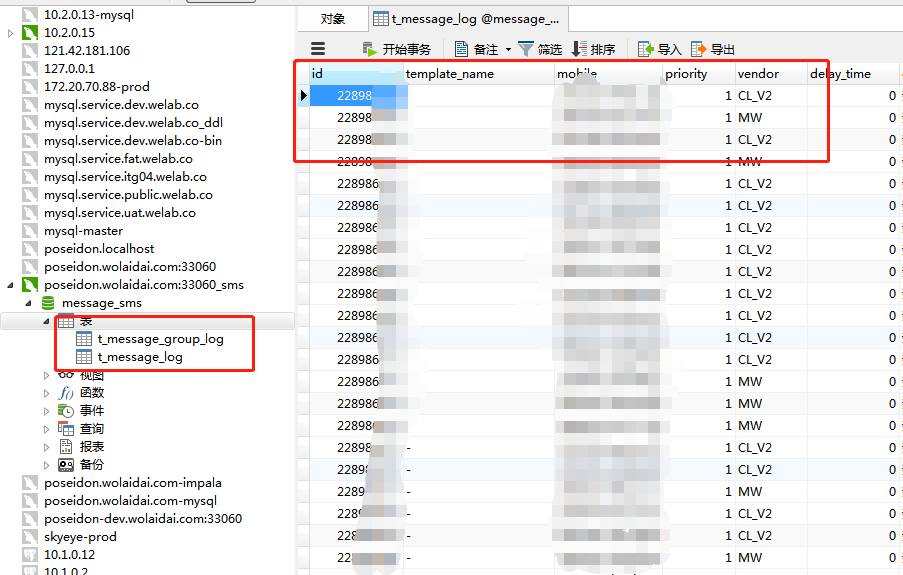 10.2.0.13-mysql
10.2.0.15
121.42.181.106
127.0.0.1
172.20.70.88-prod
mysql.service.dev.welab.co
mysql.service.dev.welab.co_ddl
mysql.service.dev.welab.co-bin
mysql.service.fat.welab.co
mysql.service.itg04.welab.co
mysql.service.public.welab.co
mysql.service.uat.welab.co
mysql-master
poseidon.localhost
poseidon.wolaidai.com:33060
poseidon.wolaidai.com:33060_sms
message_sms
表
t_message_group_log
t_message_log
视图
函数
事件
查询
报表
备份
poseidon.wolaidai.com-impala
poseidon.wolaidai.com-mysql
poseidon-dev.wolaidai.com:33060
skyeye-prod
10.1.0.12
10.1.0.2
对象 t_message_log @message_...
开始事务 备注 筛选 排序 导入 导出
id template_name mobile priority vendor delay_time
22898 1 CL_V2 0
22898 1 MW 0
22898 1 CL_V2 0
22898 1 MW 0
228986 1 CL_V2 0
228986 1 CL_V2 0
228986 1 CL_V2 0
228986 1 CL_V2 0
228986 1 CL_V2 0
228986 1 CL_V2 0
228986 1 CL_V2 0
228986 1 CL_V2 0
228986 1 CL_V2 0
228986 1 MW 0
228986 1 MW 0
228986 1 MW 0
2289 - 1 CL_V2 0
2289 - 1 CL_V2 0
2289 - 1 MW 0
2289 - 1 CL_V2 0
228 - 1 CL_V2 0
228 - 1 MW 0